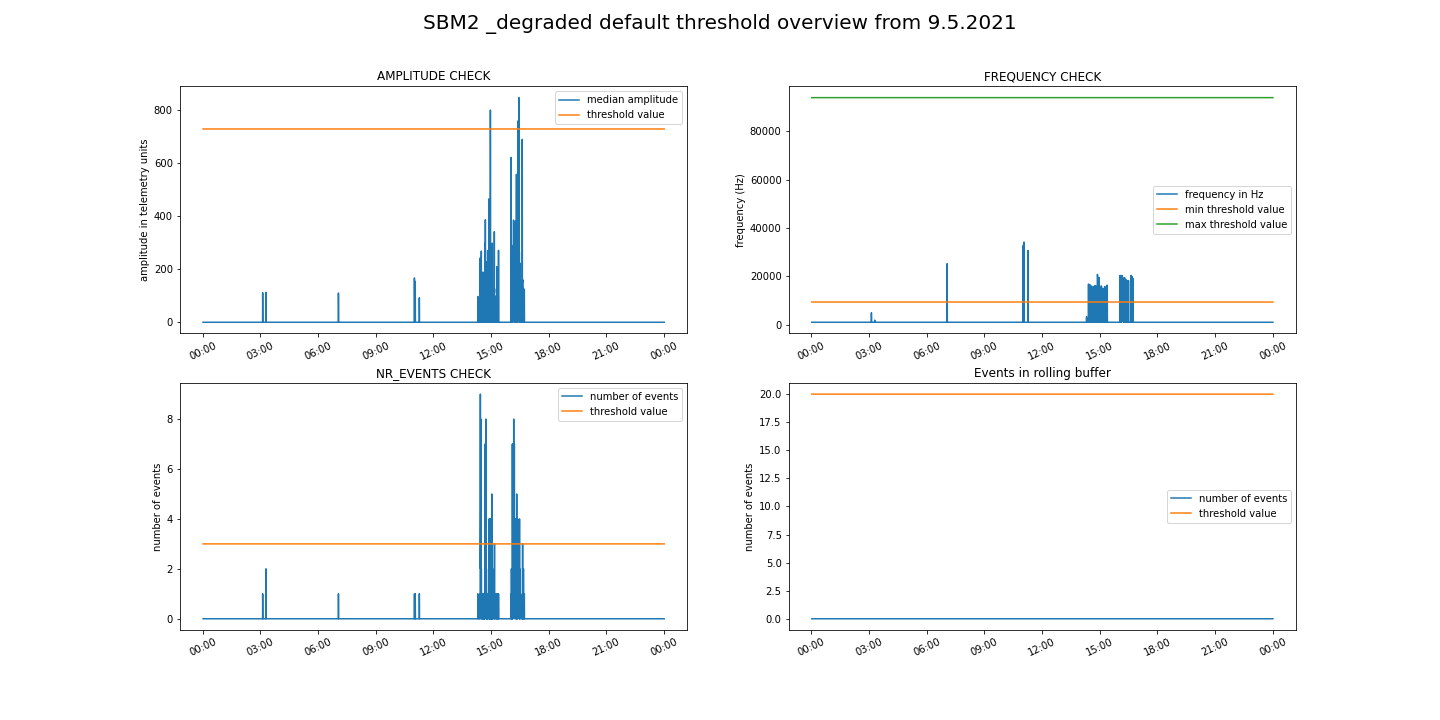 SBM2 _degraded default threshold overview from 9.5.2021
AMPLITUDE CHECK
amplitude in telemetry units
800
600
400
200
0
median amplitude
threshold value
00:00 03:00 06:00 09:00 12:00 15:00 18:00 21:00 00:00
FREQUENCY CHECK
frequency (Hz)
80000
60000
40000
20000
0
frequency in Hz
min threshold value
max threshold value
00:00 03:00 06:00 09:00 12:00 15:00 18:00 21:00 00:00
NR_EVENTS CHECK
number of events
8
6
4
2
0
number of events
threshold value
00:00 03:00 06:00 09:00 12:00 15:00 18:00 21:00 00:00
Events in rolling buffer
number of events
20.0
17.5
15.0
12.5
10.0
7.5
5.0
2.5
0.0
number of events
threshold value
00:00 03:00 06:00 09:00 12:00 15:00 18:00 21:00 00:00